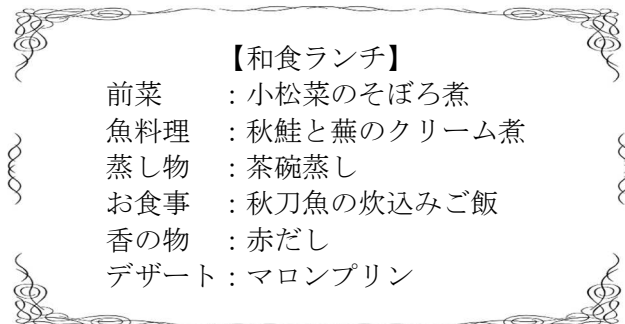 【和食ランチ】
前菜　　：小松菜のそぼろ煮
魚料理　：秋鮭と蕪のクリーム煮
蒸し物　：茶碗蒸し
お食事　：秋刀魚の炊込みご飯
香の物　：赤だし
デザート：マロンプリン